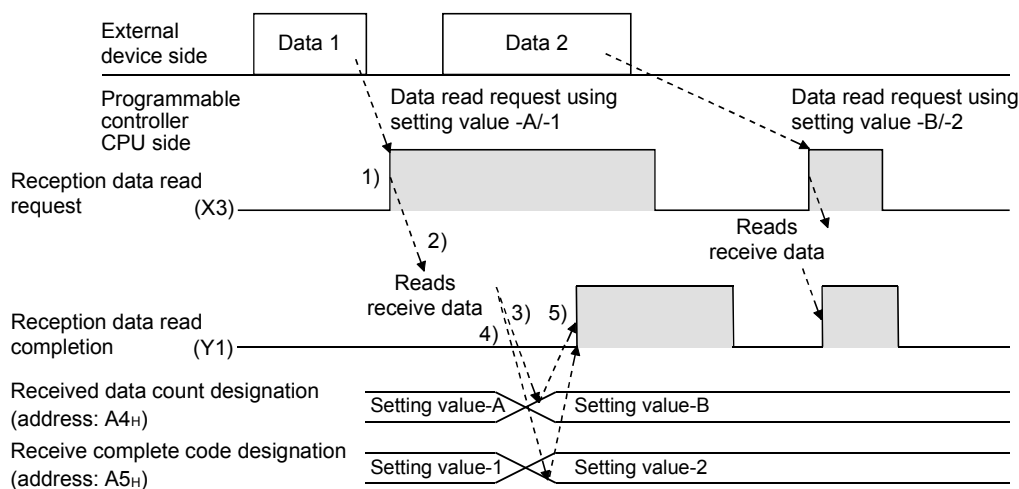 External
device side
Data 1
Data 2
Programmable
controller
CPU side
Data read request using
setting value -A/-1
Data read request using
setting value -B/-2
Reception data read
request
(X3)
1)
2)
Reads
receive data
Reads
receive data
3)
4)
5)
Reception data read
completion
(Y1)
Received data count designation
(address: A4H)
Setting value-A
Setting value-B
Receive complete code designation
(address: A5H)
Setting value-1
Setting value-2